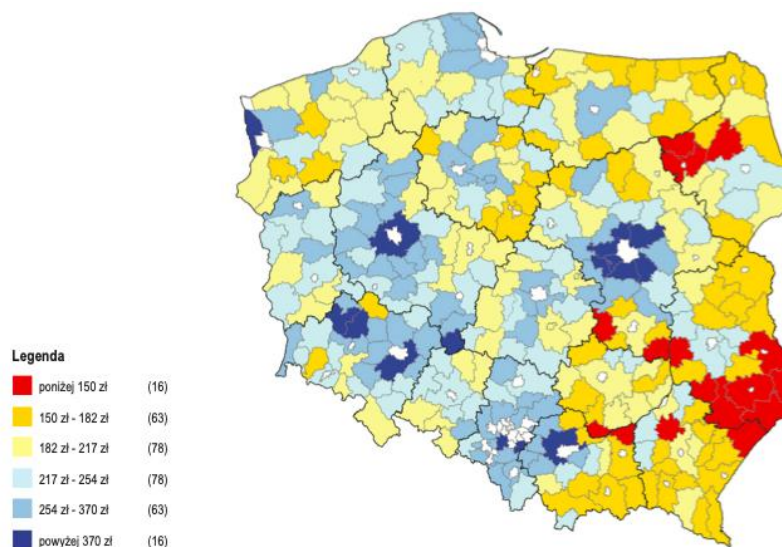 Legenda
poniżej 150 zł (16)
150 zł - 182 zł (63)
182 zł - 217 zł (78)
217 zł - 254 zł (78)
254 zł - 370 zł (63)
powyżej 370 zł (16)